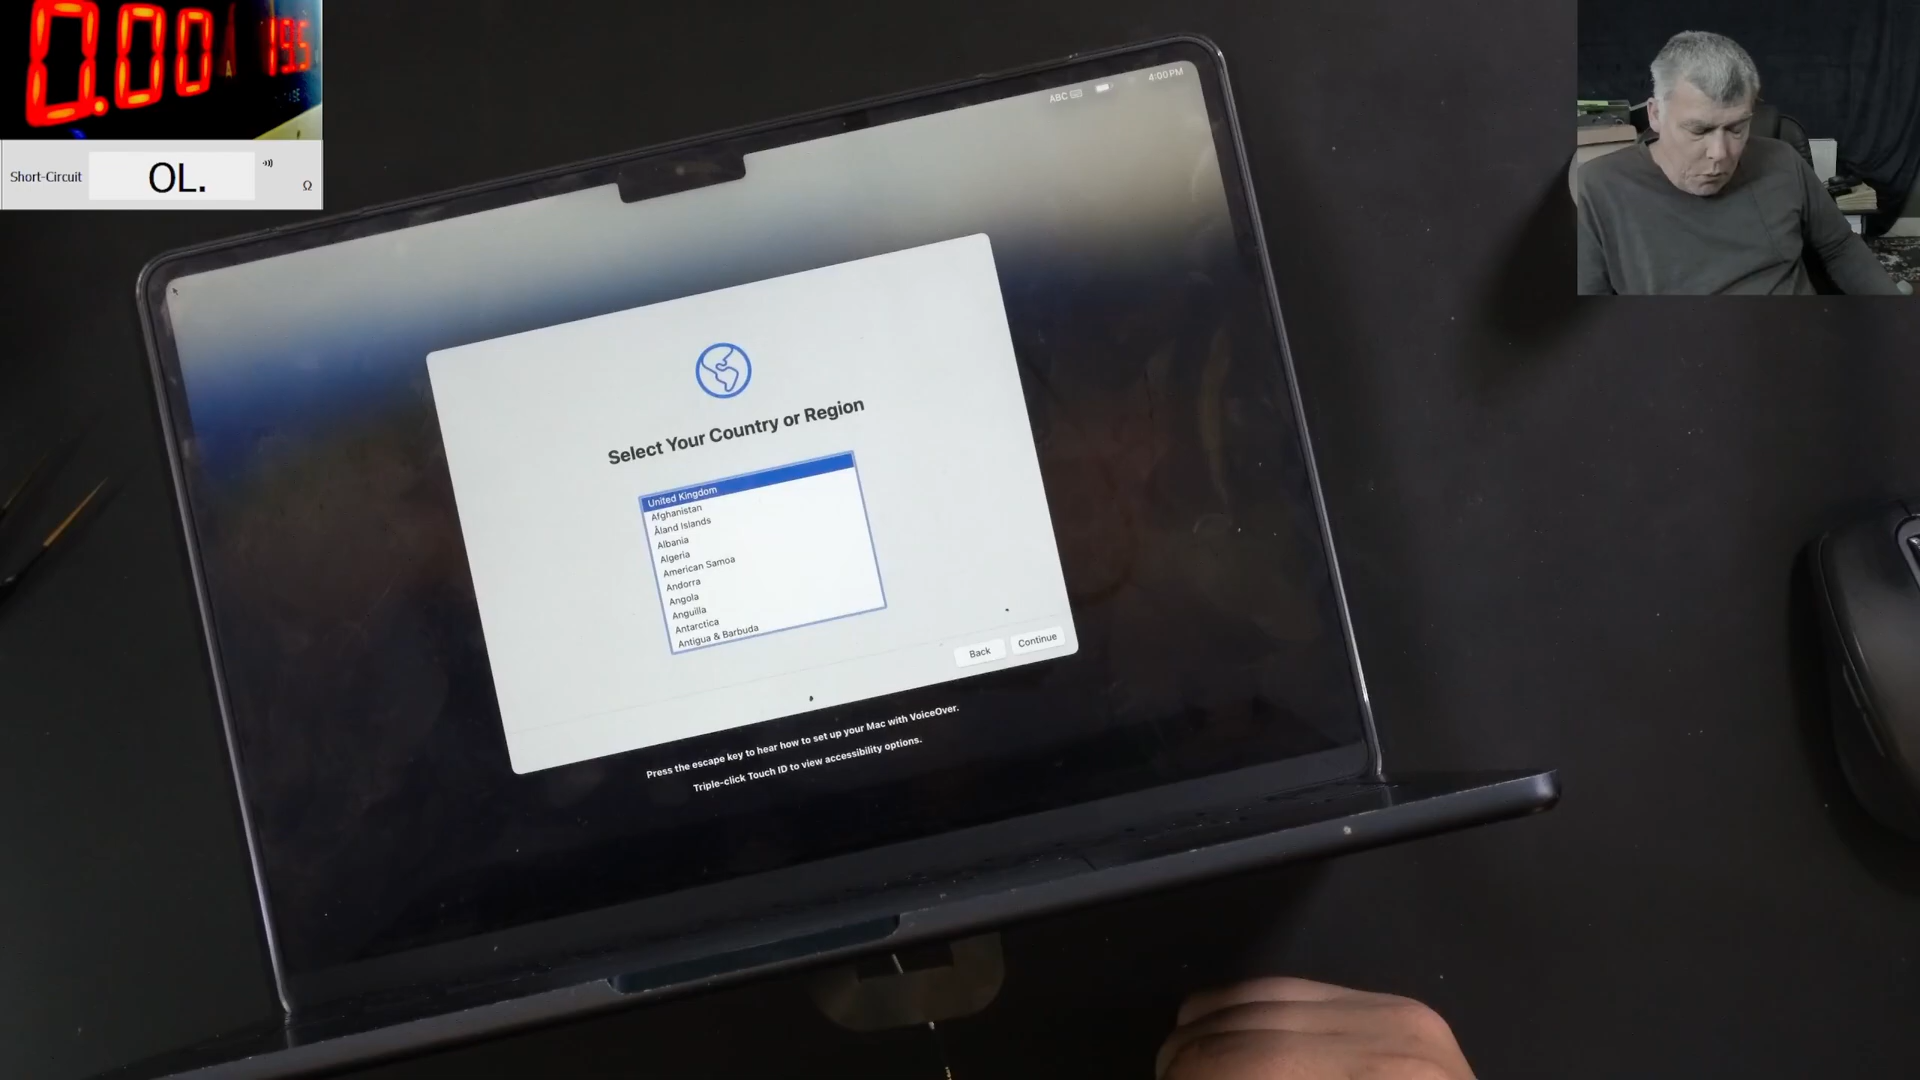 0.00 A 19.5
Short-Circuit
OL.
Ω
ABC
4:00 PM
Select Your Country or Region
United Kingdom
Afghanistan
Åland Islands
Albania
Algeria
American Samoa
Andorra
Angola
Anguilla
Antarctica
Antigua & Barbuda
Back
Continue
Press the escape key to hear how to set up your Mac with VoiceOver.
Triple-click Touch ID to view accessibility options.